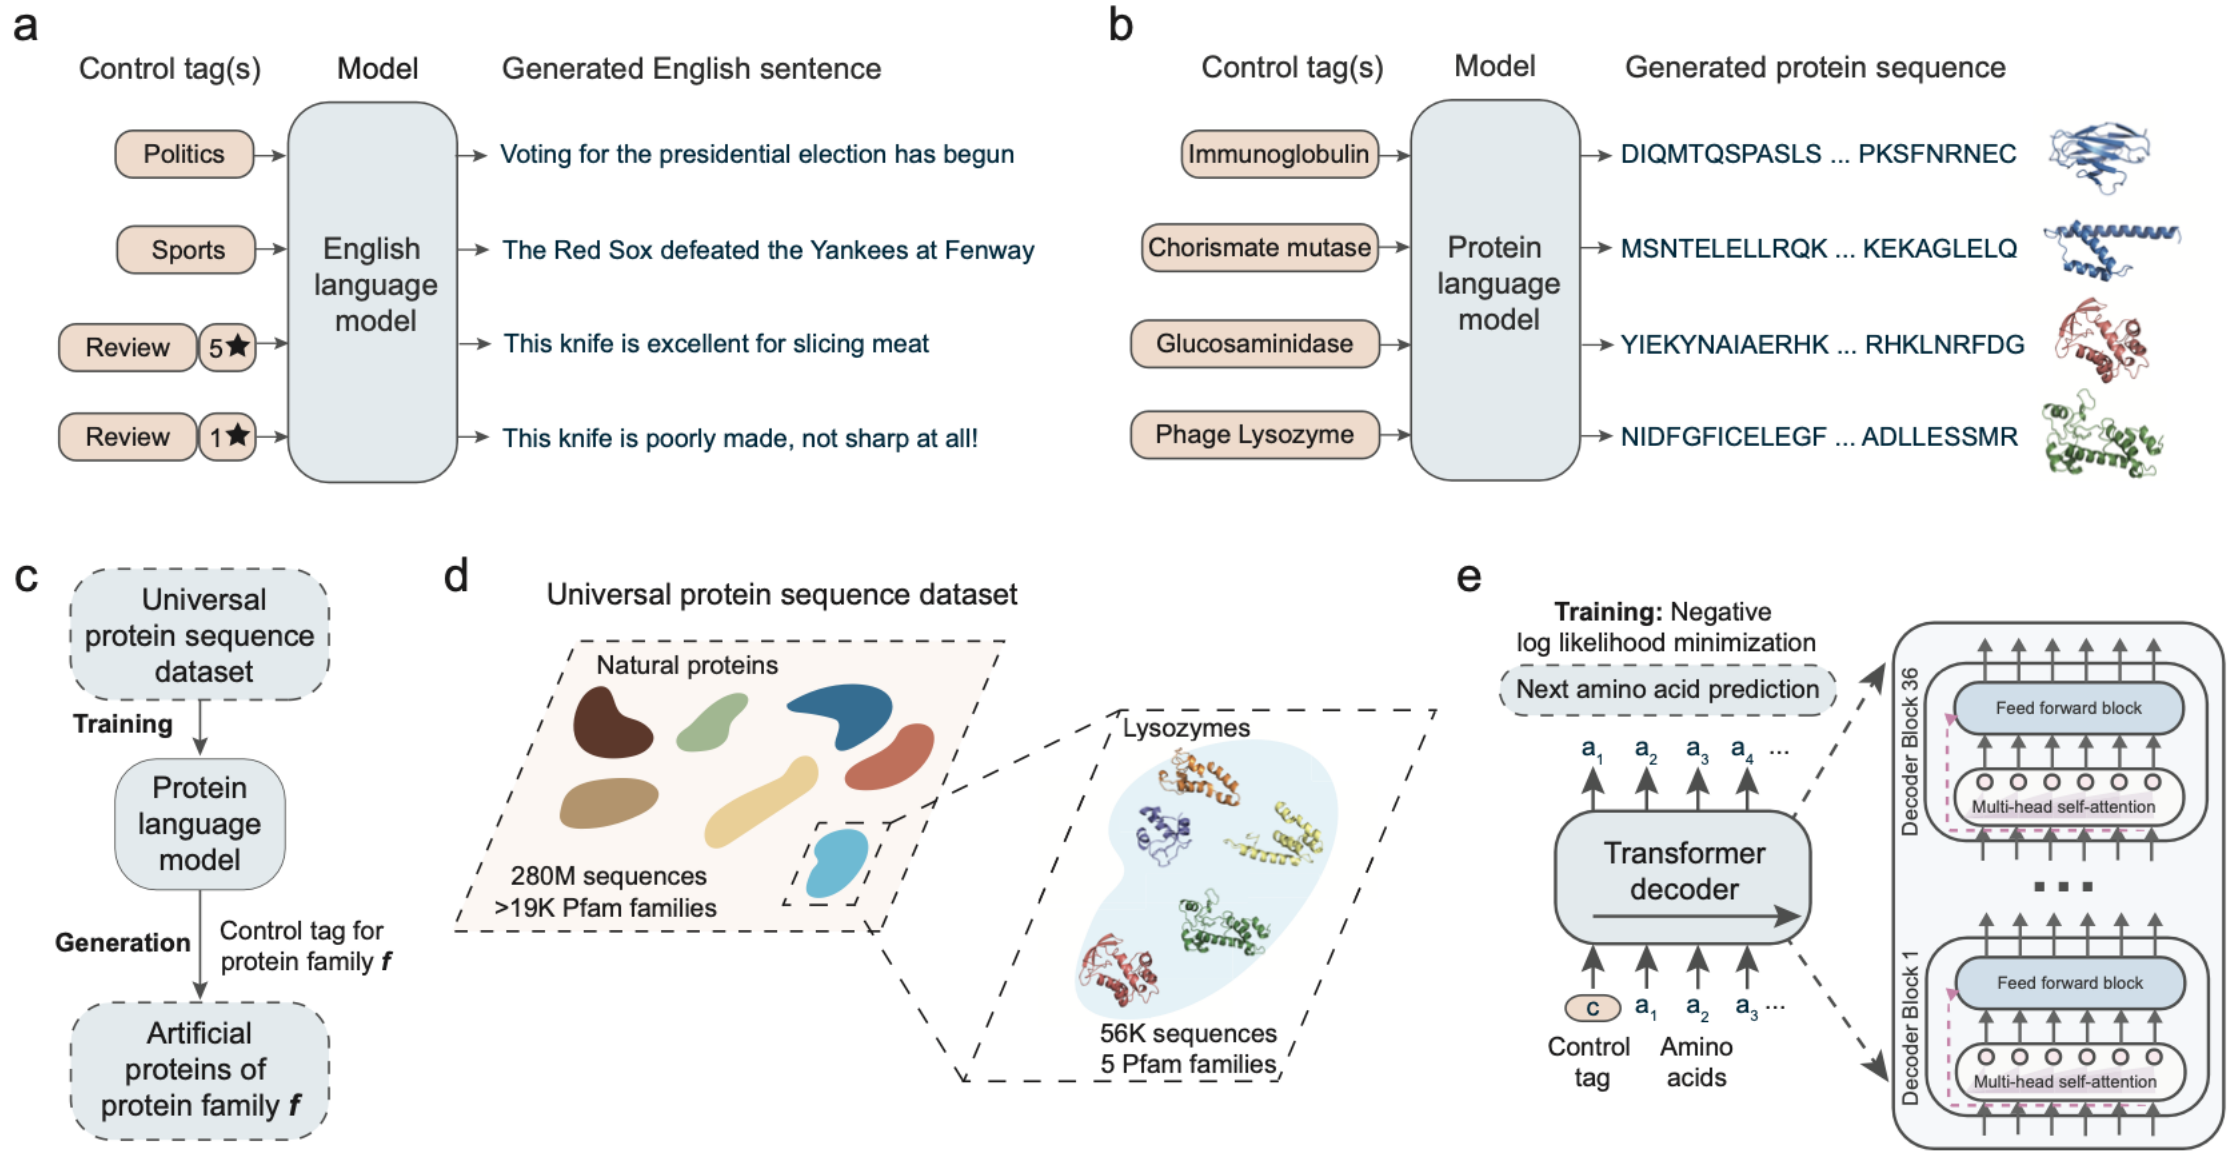 a
Control tag(s)
Model
Generated English sentence
Politics
Voting for the presidential election has begun
Sports
The Red Sox defeated the Yankees at Fenway
English
language
model
Review 5★
This knife is excellent for slicing meat
Review 1★
This knife is poorly made, not sharp at all!
b
Control tag(s)
Model
Generated protein sequence
Immunoglobulin
DIQMTQSPASLS ... PKSFNRNEC
Chorismate mutase
MSNTELELLRQK ... KEKAGLELQ
Protein
language
model
Glucosaminidase
YIEKYNAIAERHK ... RHKLNRFDG
Phage Lysozyme
NIDFGFICELEGF ... ADLLESSMR
c
Universal
protein sequence
dataset
Training
Protein
language
model
Generation
Control tag for
protein family f
Artificial
proteins of
protein family f
d
Universal protein sequence dataset
Natural proteins
280M sequences
>19K Pfam families
Lysozymes
56K sequences
5 Pfam families
e
Training: Negative
log likelihood minimization
Next amino acid prediction
a1 a2 a3 a4 ...
Transformer
decoder
c a1 a2 a3 ...
Control
tag
Amino
acids
Decoder Block 36
Feed forward block
Multi-head self-attention
Decoder Block 1
Feed forward block
Multi-head self-attention